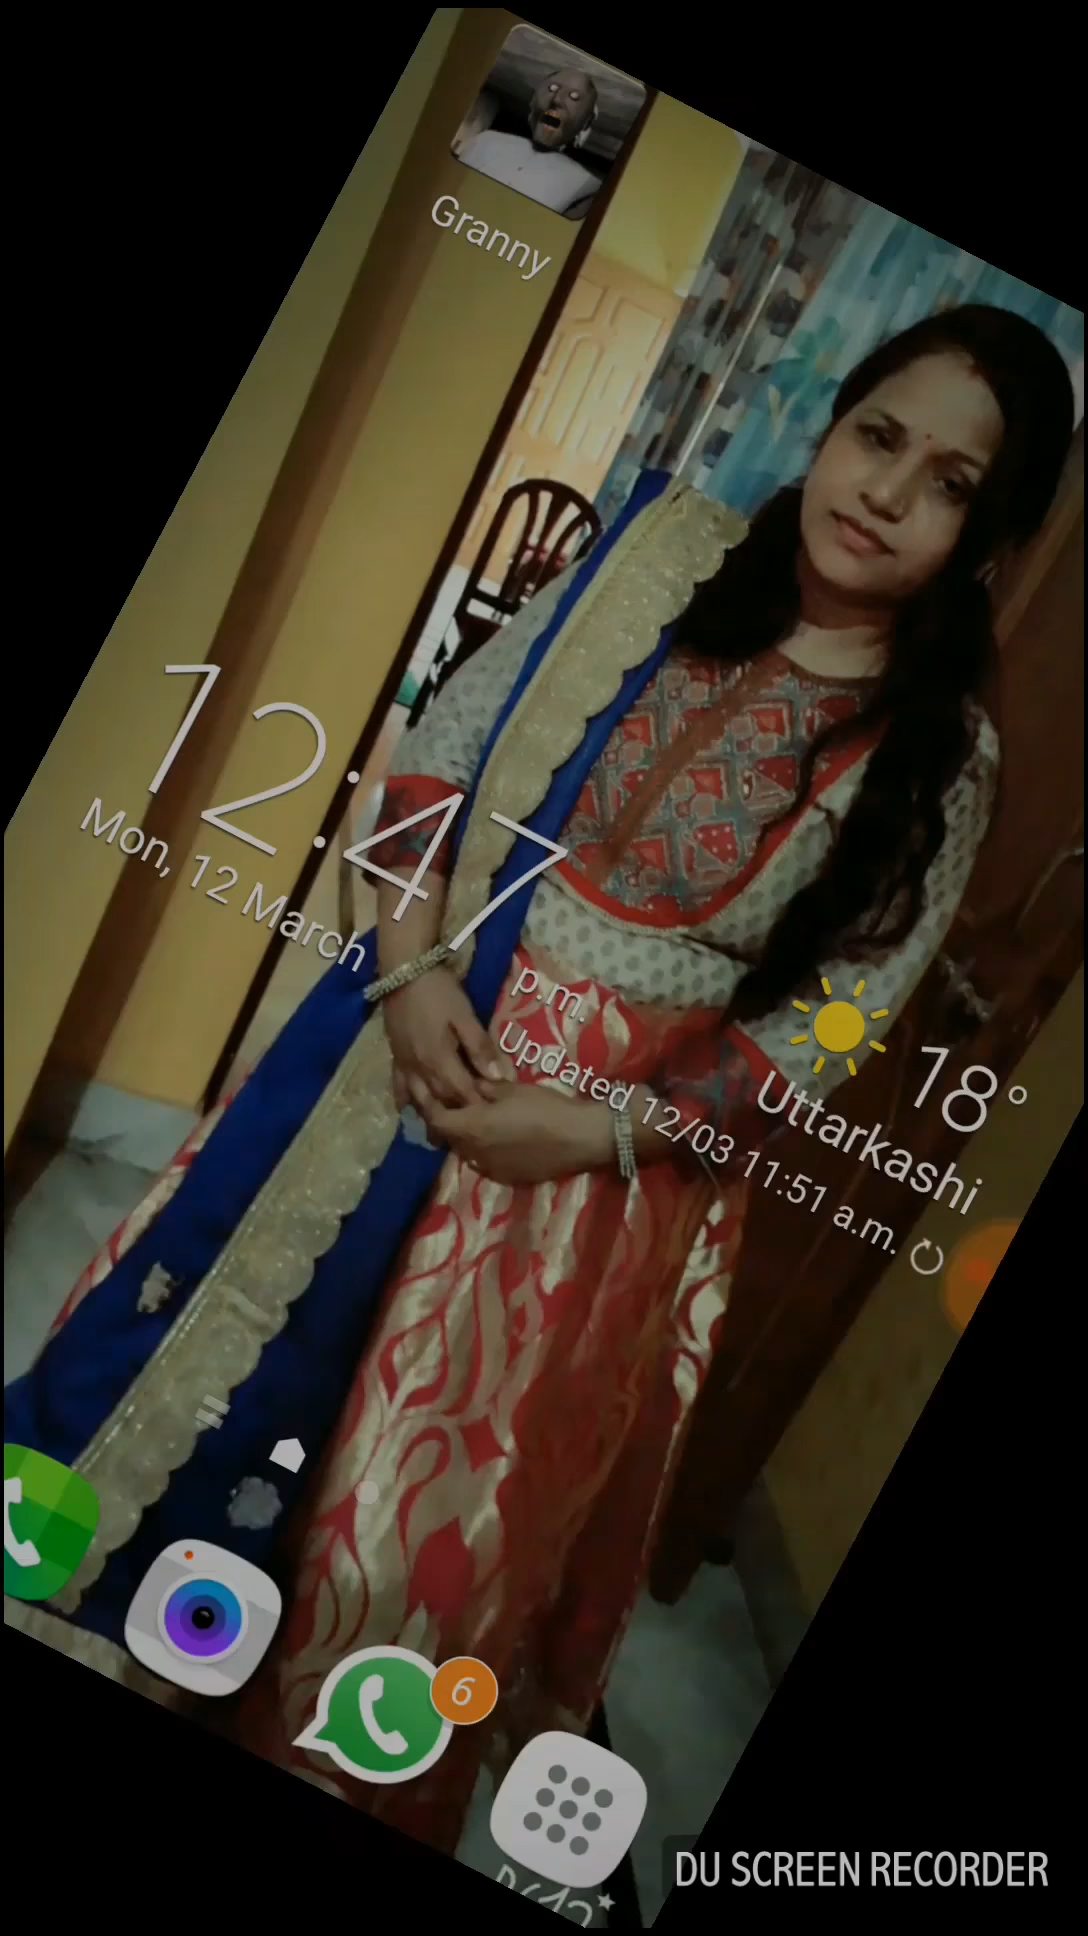 Granny
12:47
p.m.
Mon, 12 March
18°
Uttarkashi
Updated 12/03 11:51 a.m.
6
DU SCREEN RECORDER